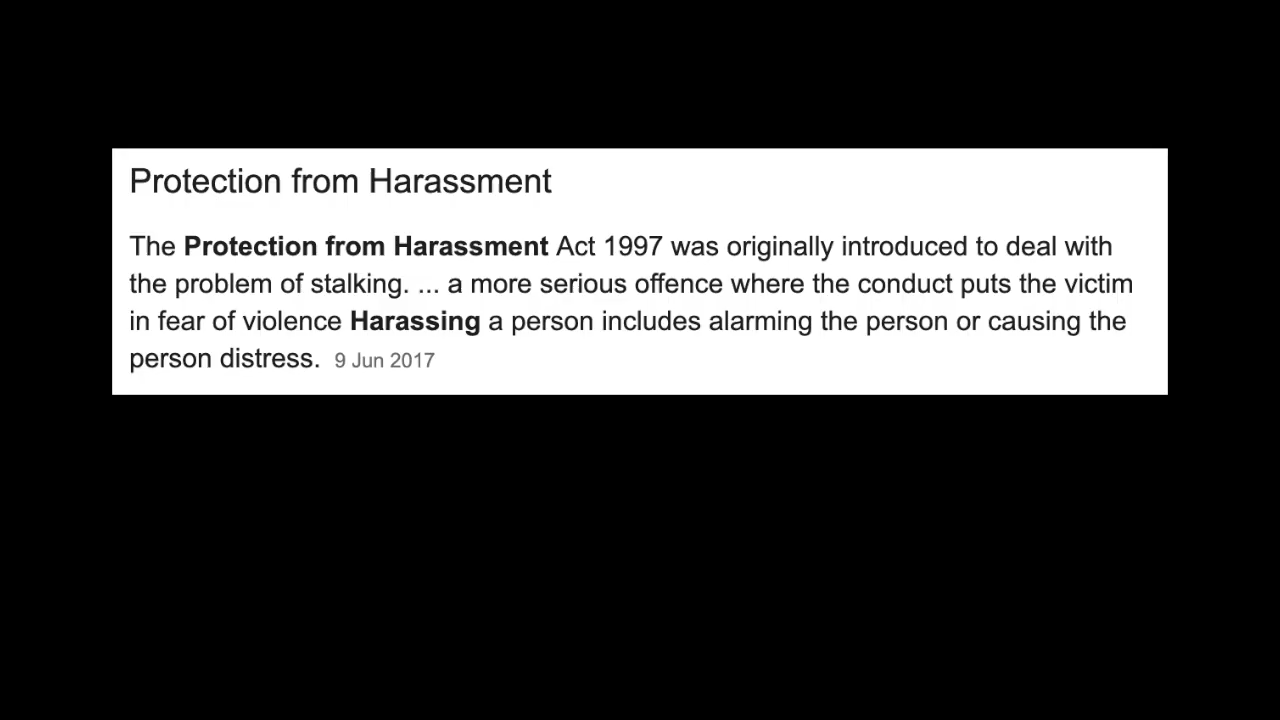 Protection from Harassment
The Protection from Harassment Act 1997 was originally introduced to deal with
the problem of stalking. ... a more serious offence where the conduct puts the victim
in fear of violence Harassing a person includes alarming the person or causing the
person distress. 9 Jun 2017